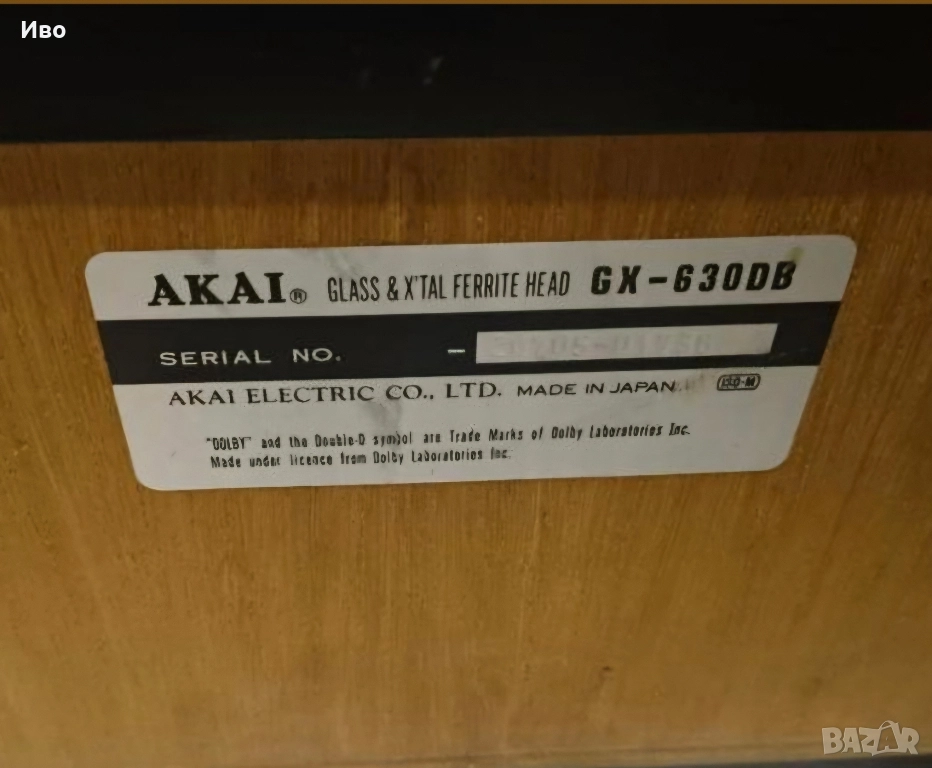 Иво
AKAI® GLASS & X'TAL FERRITE HEAD GX-630DB
SERIAL NO. –
AKAI ELECTRIC CO., LTD. MADE IN JAPAN
"DOLBY" and the Double-D symbol are Trade Marks of Dolby Laboratories Inc.
Made under licence from Dolby Laboratories Inc.
BAZAR